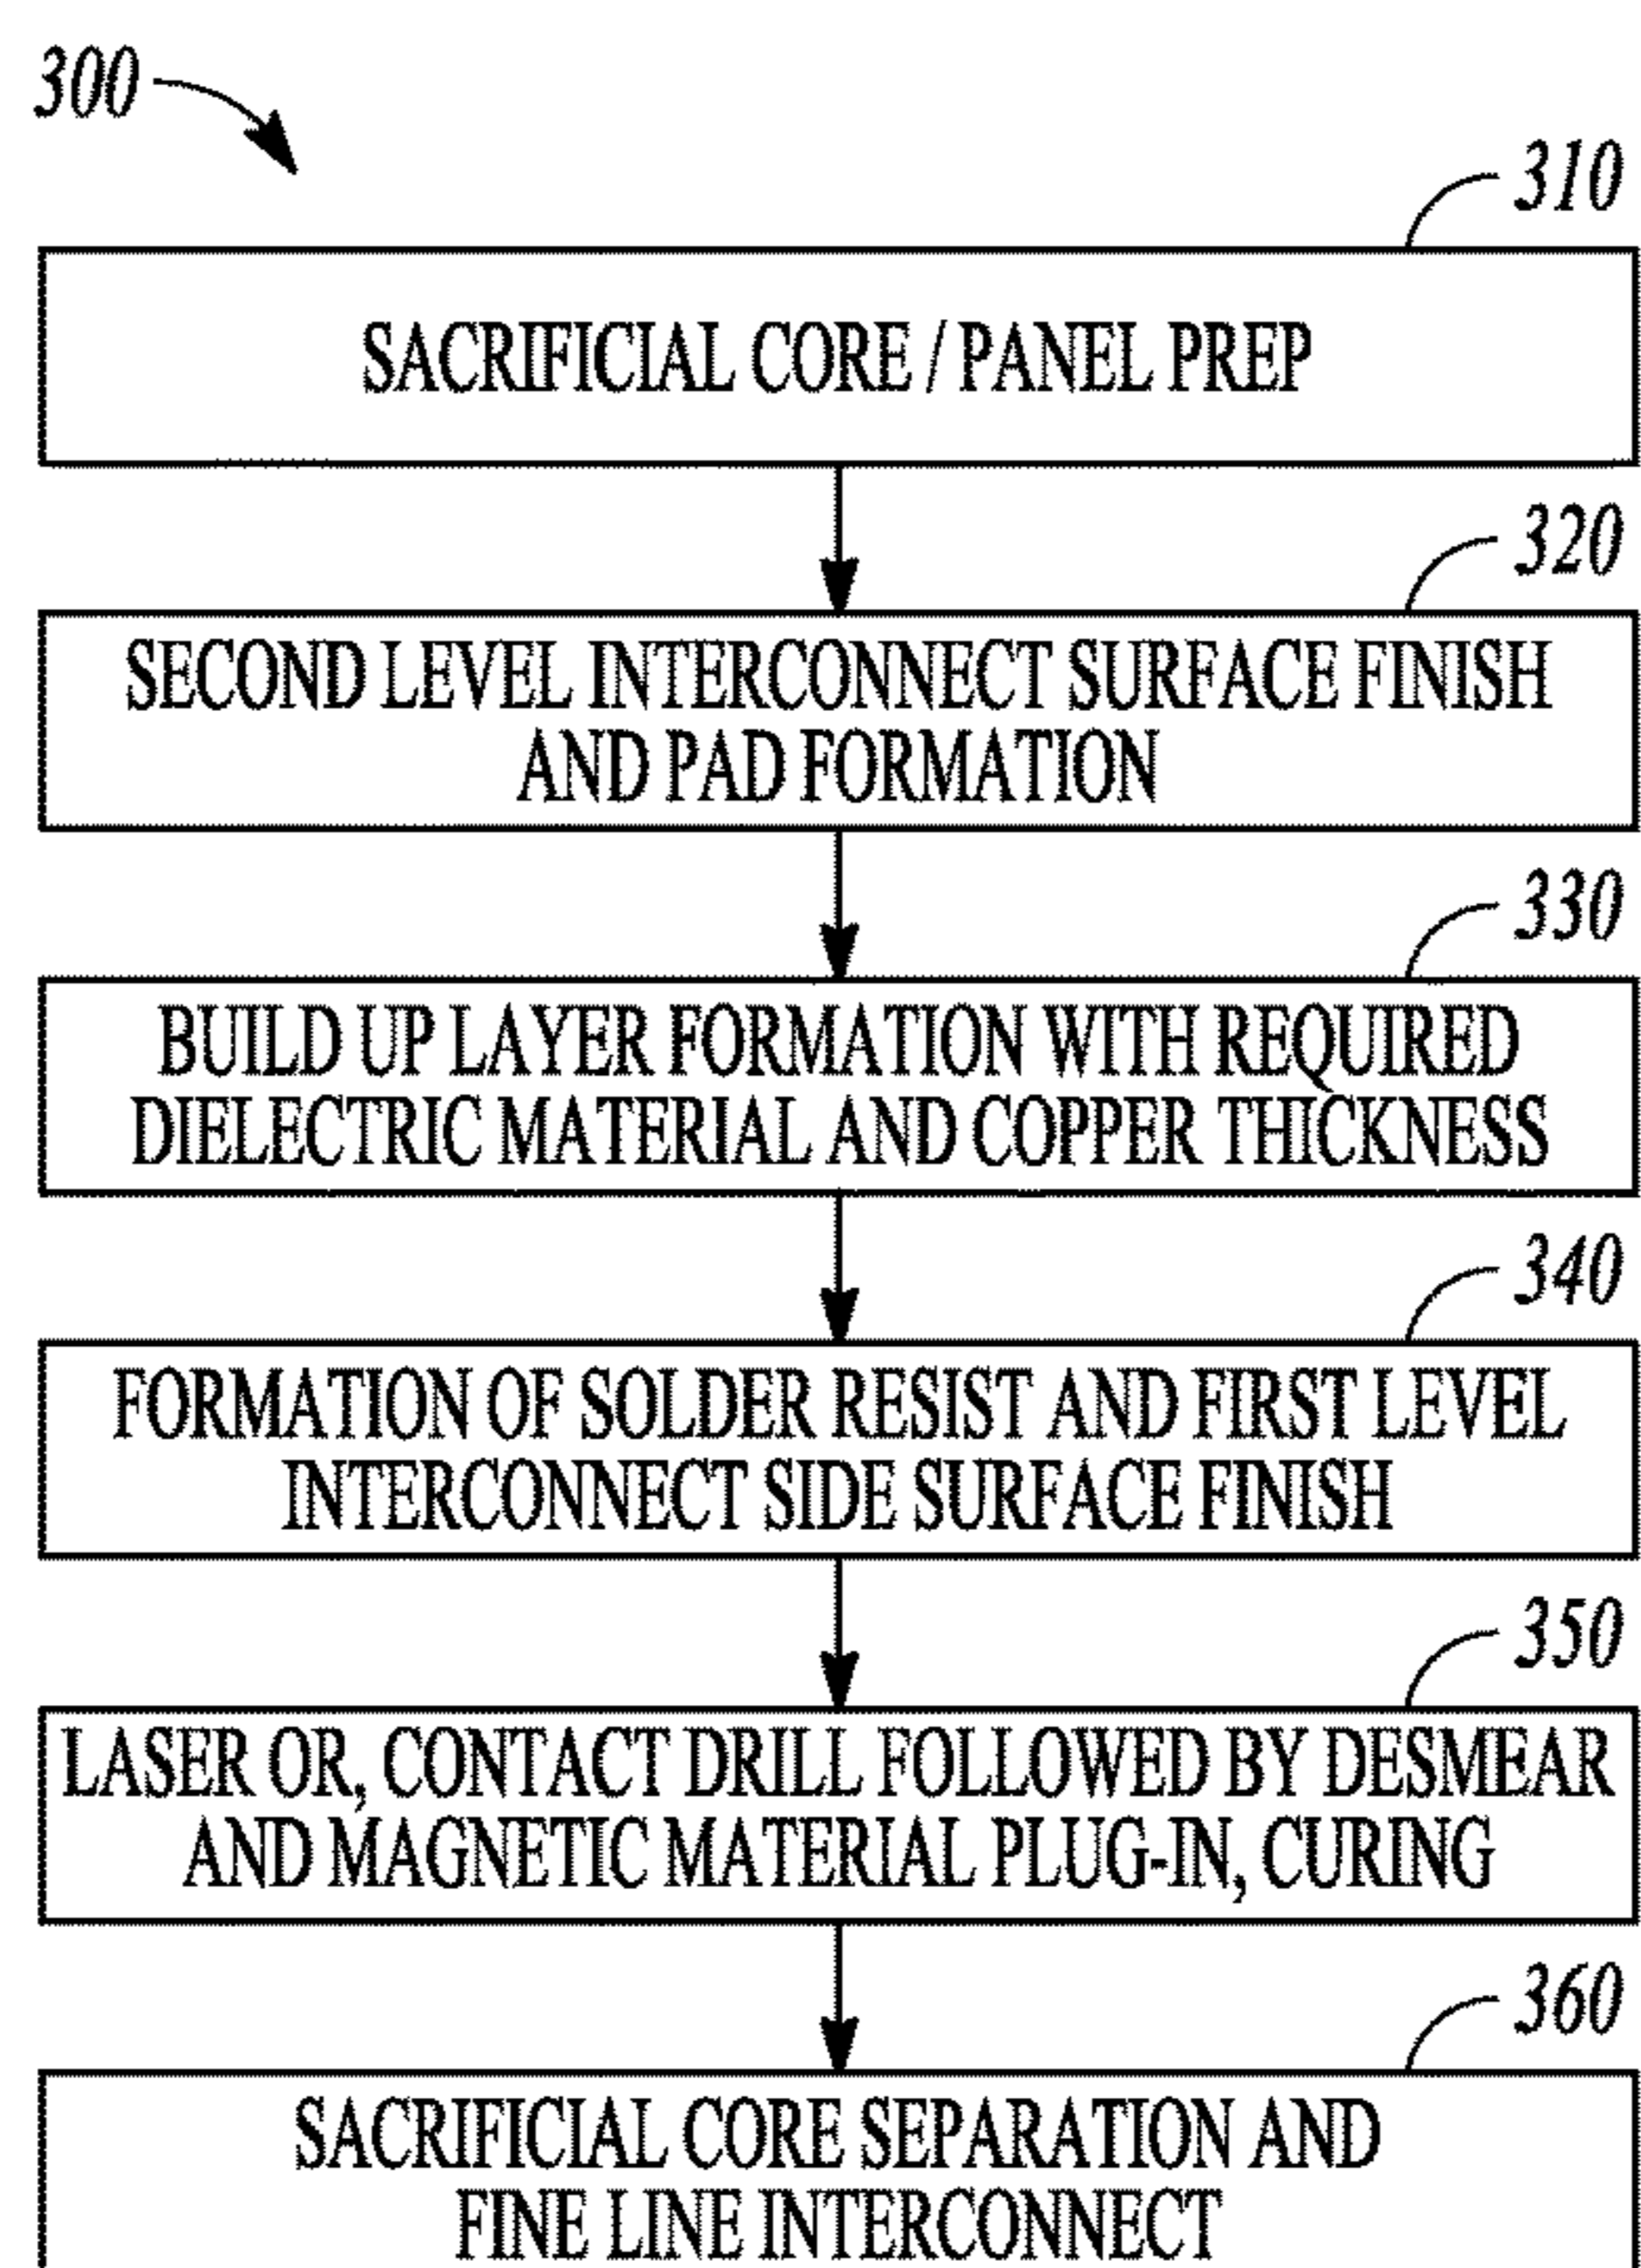 300
310
SACRIFICIAL CORE / PANEL PREP
320
SECOND LEVEL INTERCONNECT SURFACE FINISH
AND PAD FORMATION
330
BUILD UP LAYER FORMATION WITH REQUIRED
DIELECTRIC MATERIAL AND COPPER THICKNESS
340
FORMATION OF SOLDER RESIST AND FIRST LEVEL
INTERCONNECT SIDE SURFACE FINISH
350
LASER OR, CONTACT DRILL FOLLOWED BY DESMEAR
AND MAGNETIC MATERIAL PLUG-IN, CURING
360
SACRIFICIAL CORE SEPARATION AND
FINE LINE INTERCONNECT